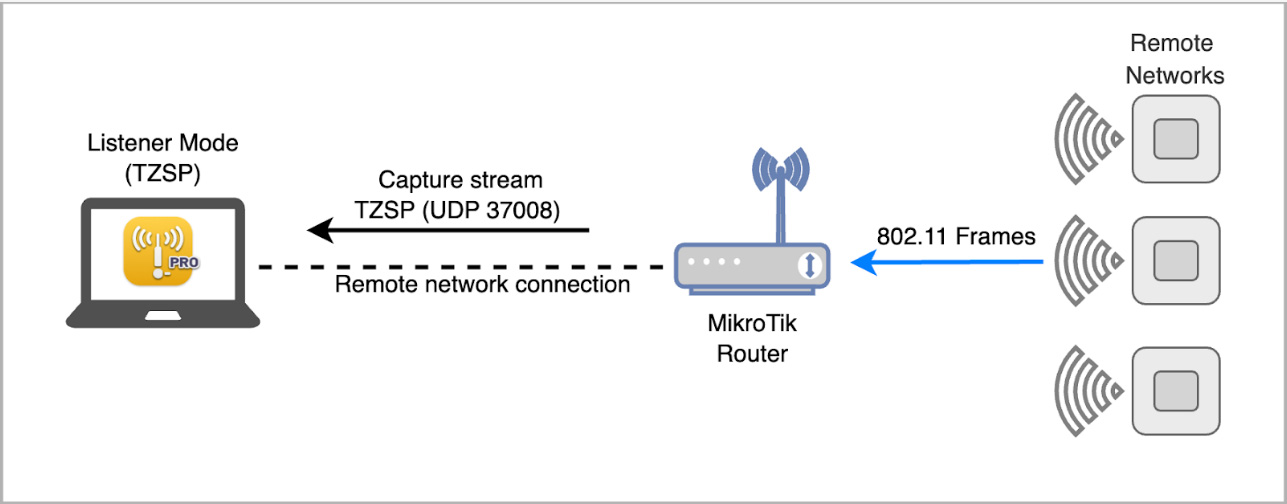 Remote
Networks
Listener Mode
(TZSP)
Capture stream
TZSP (UDP 37008)
802.11 Frames
PRO
Remote network connection
MikroTik
Router